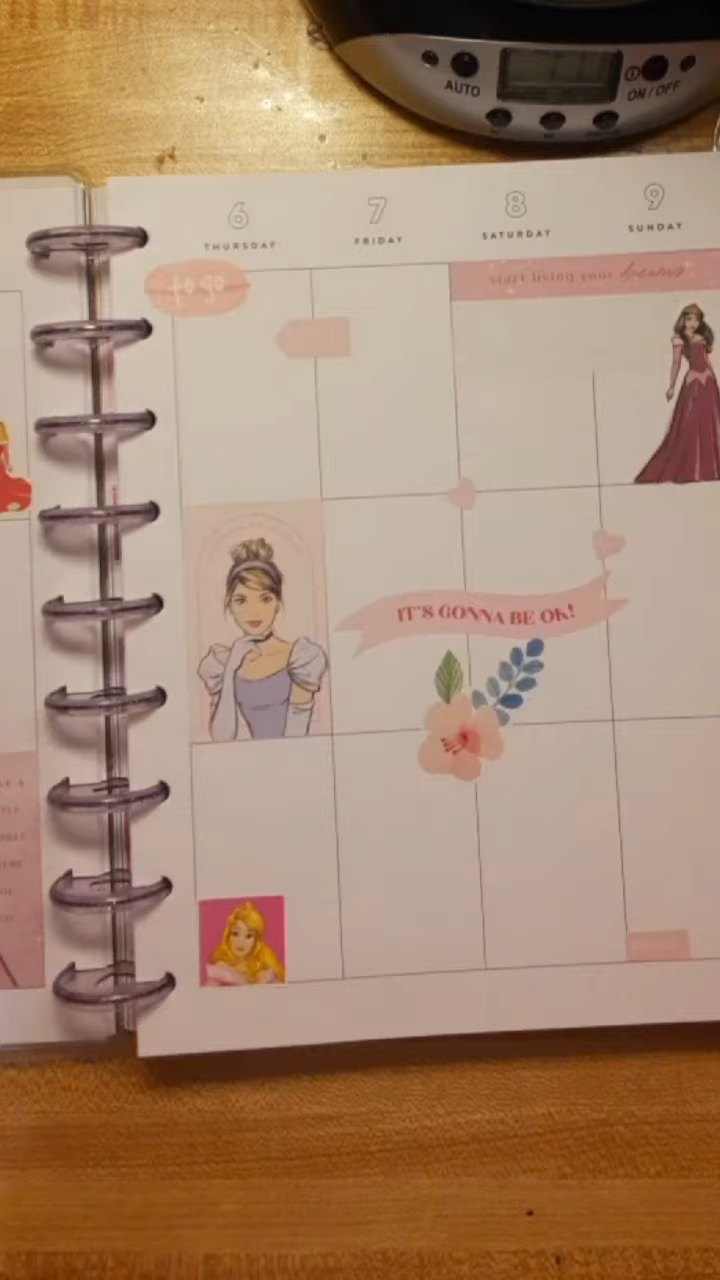 AUTO
ON / OFF
6 7 8 9
THURSDAY FRIDAY SATURDAY SUNDAY
to go
start living your dreams
IT'S GONNA BE OK!